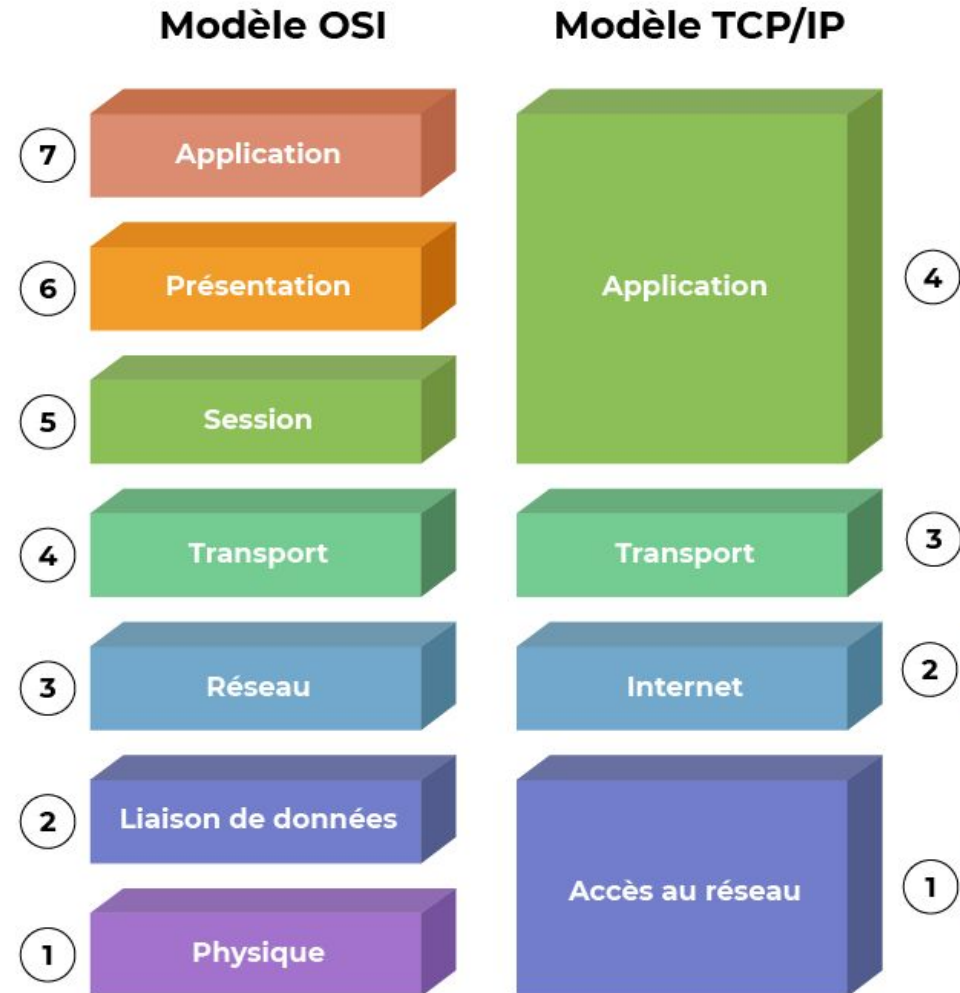 Modèle OSI
Modèle TCP/IP
7
Application
6
Présentation
5
Session
4
Transport
3
Réseau
2
Liaison de données
1
Physique
Application
4
Transport
3
Internet
2
Accès au réseau
1